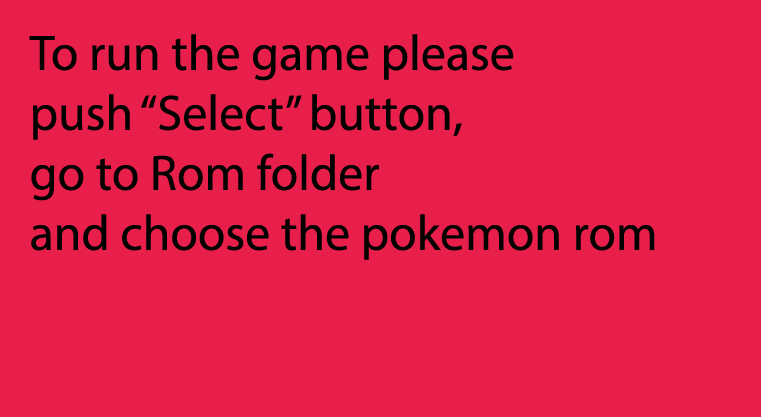 To run the game please
push “Select” button,
go to Rom folder
and choose the pokemon rom